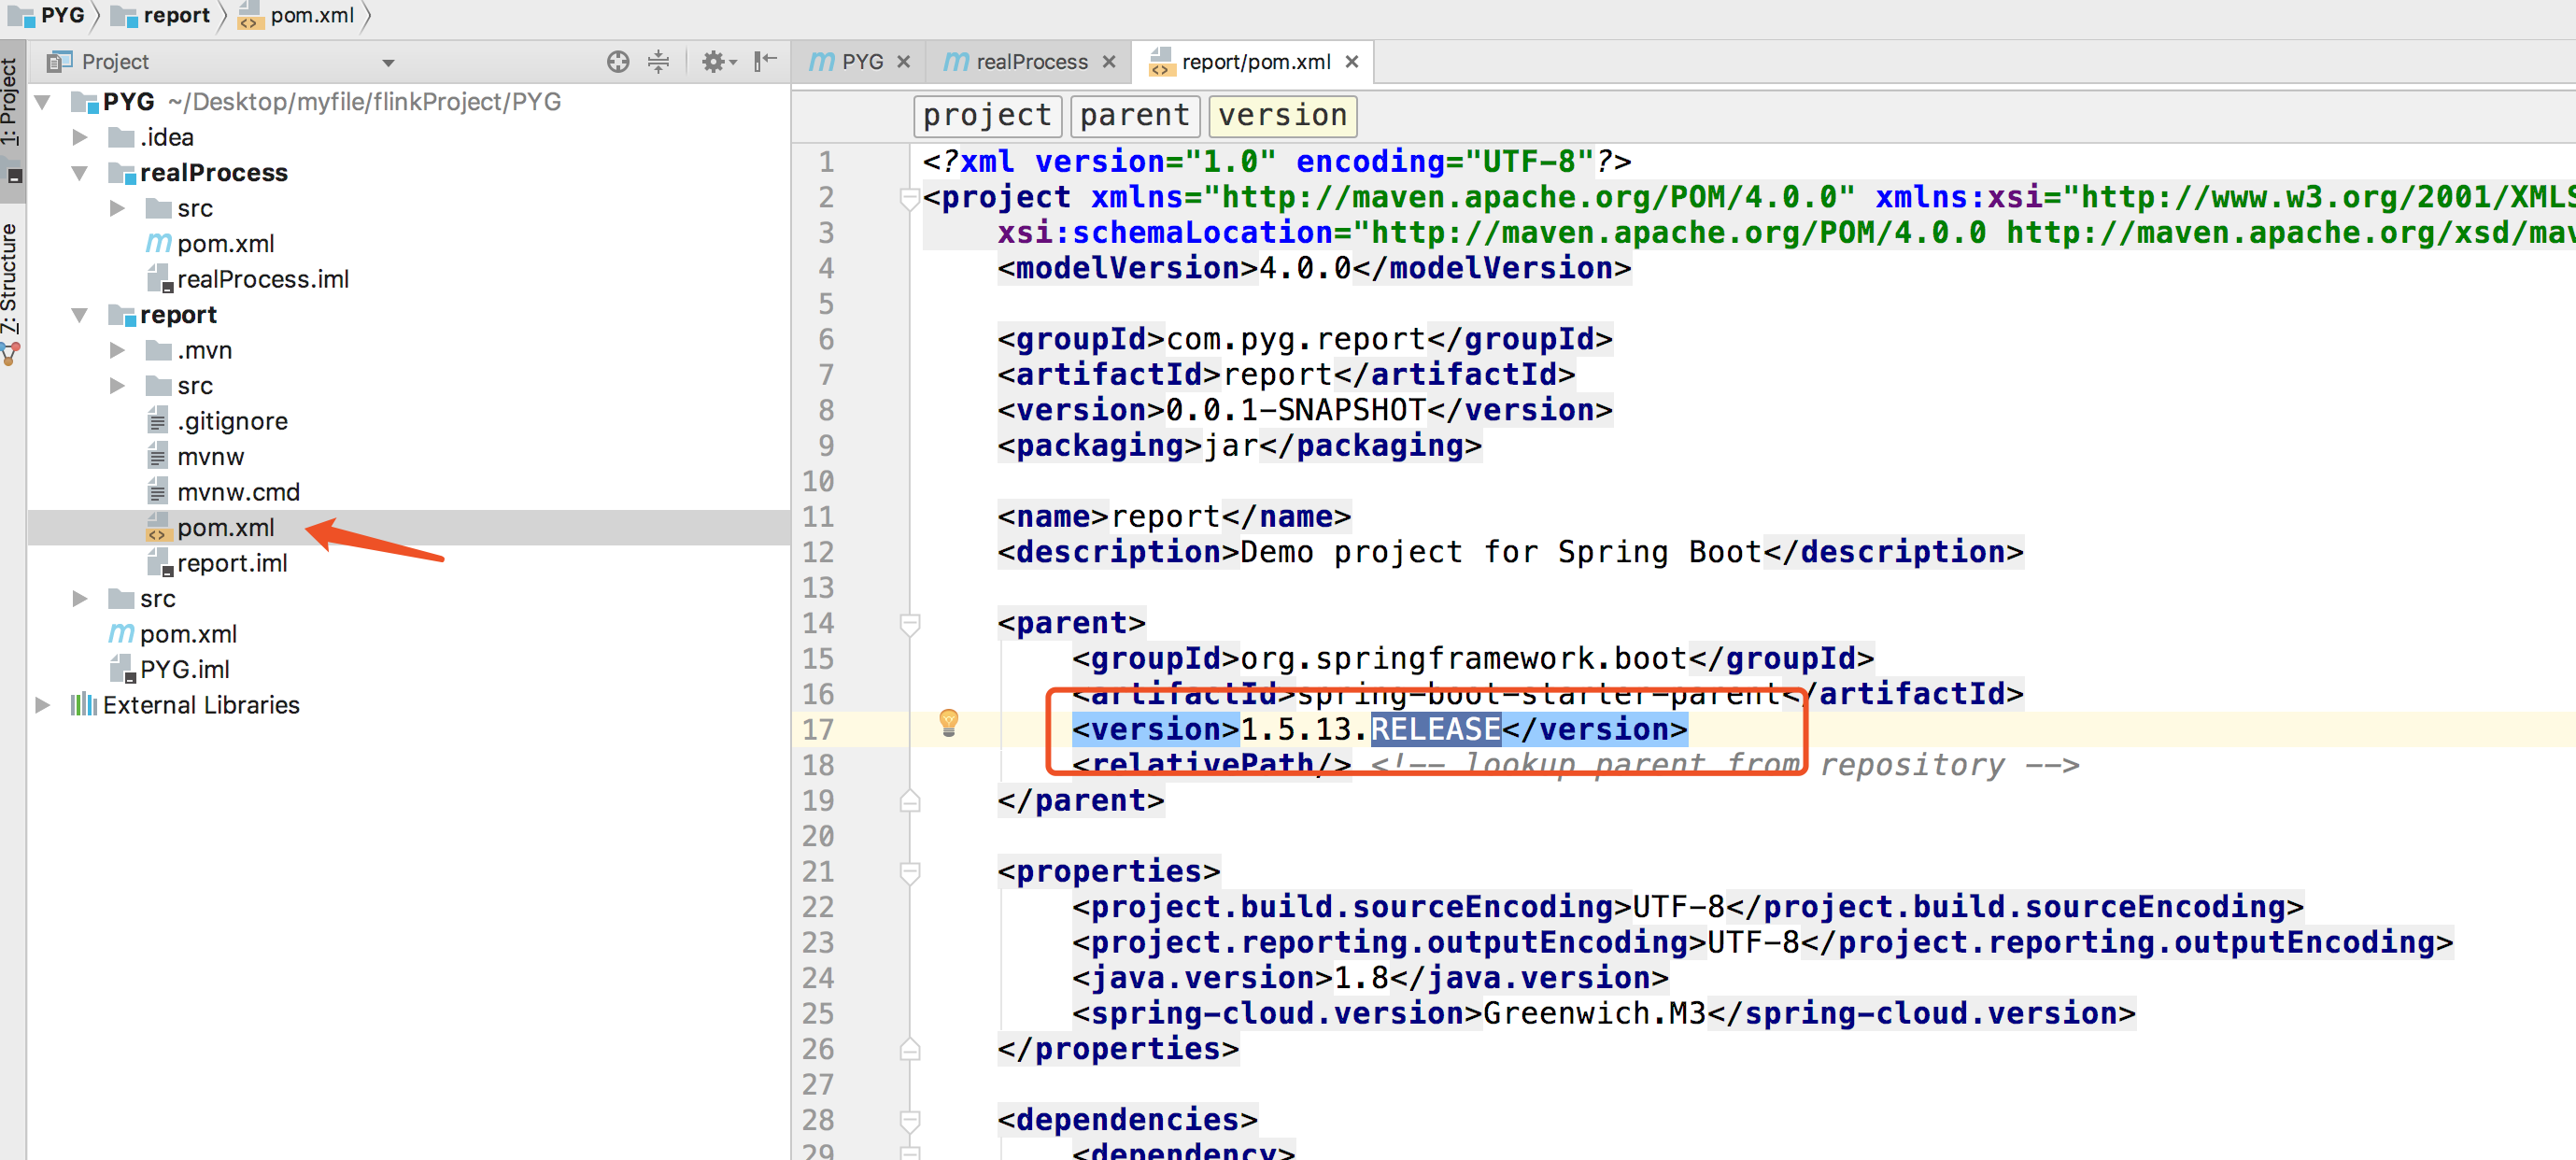 PYG report pom.xml
Project
PYG realProcess report/pom.xml
1: Project
7: Structure
PYG ~/Desktop/myfile/flinkProject/PYG
.idea
realProcess
src
pom.xml
realProcess.iml
report
.mvn
src
.gitignore
mvnw
mvnw.cmd
pom.xml
report.iml
src
pom.xml
PYG.iml
External Libraries
project parent version
1 <?xml version="1.0" encoding="UTF-8"?>
2 <project xmlns="http://maven.apache.org/POM/4.0.0" xmlns:xsi="http://www.w3.org/2001/XMLS
3 xsi:schemaLocation="http://maven.apache.org/POM/4.0.0 http://maven.apache.org/xsd/mav
4 <modelVersion>4.0.0</modelVersion>
5
6 <groupId>com.pyg.report</groupId>
7 <artifactId>report</artifactId>
8 <version>0.0.1-SNAPSHOT</version>
9 <packaging>jar</packaging>
10
11 <name>report</name>
12 <description>Demo project for Spring Boot</description>
13
14 <parent>
15 <groupId>org.springframework.boot</groupId>
16 <artifactId>spring-boot-starter-parent</artifactId>
17 <version>1.5.13.RELEASE</version>
18 <relativePath/> <!-- lookup parent from repository -->
19 </parent>
20
21 <properties>
22 <project.build.sourceEncoding>UTF-8</project.build.sourceEncoding>
23 <project.reporting.outputEncoding>UTF-8</project.reporting.outputEncoding>
24 <java.version>1.8</java.version>
25 <spring-cloud.version>Greenwich.M3</spring-cloud.version>
26 </properties>
27
28 <dependencies>
29 <dependency>